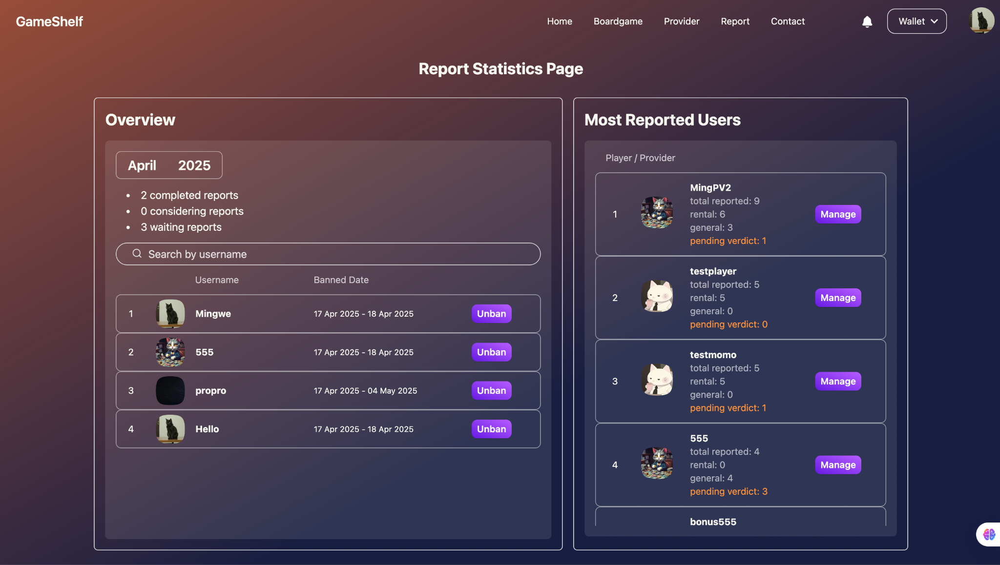 GameShelf
Home Boardgame Provider Report Contact Wallet
Report Statistics Page
Overview
April 2025
2 completed reports
0 considering reports
3 waiting reports
Search by username
Username Banned Date
1 Mingwe 17 Apr 2025 - 18 Apr 2025 Unban
2 555 17 Apr 2025 - 18 Apr 2025 Unban
3 propro 17 Apr 2025 - 04 May 2025 Unban
4 Hello 17 Apr 2025 - 18 Apr 2025 Unban
Most Reported Users
Player / Provider
MingPV2
total reported: 9
1 rental: 6 Manage
general: 3
pending verdict: 1
testplayer
total reported: 5
2 rental: 5 Manage
general: 0
pending verdict: 0
testmomo
total reported: 5
3 rental: 5 Manage
general: 0
pending verdict: 1
555
total reported: 4
4 rental: 0 Manage
general: 4
pending verdict: 3
bonus555